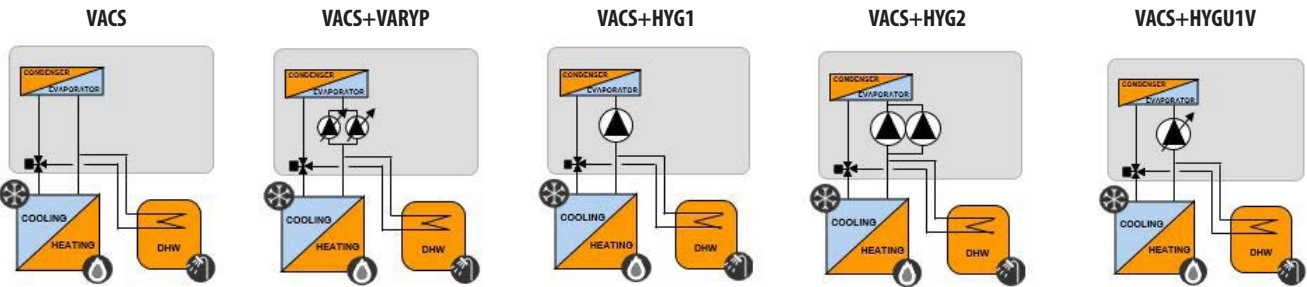 VACS
CONDENSER
EVAPORATOR
COOLING
HEATING
DHW
VACS+VARYP
CONDENSER
EVAPORATOR
COOLING
HEATING
DHW
VACS+HYG1
CONDENSER
EVAPORATOR
COOLING
HEATING
DHW
VACS+HYG2
CONDENSER
EVAPORATOR
COOLING
HEATING
DHW
VACS+HYGU1V
CONDENSER
EVAPORATOR
COOLING
HEATING
DHW